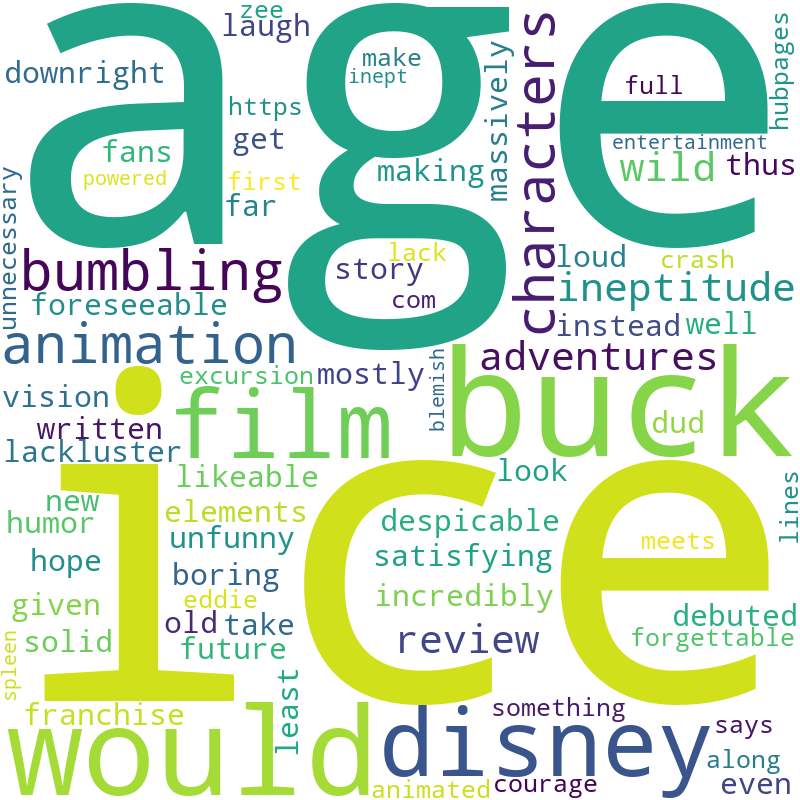 zee
laugh
age
make
inept
massively
characters
full
hubpages
downright
https
get
fans
powered
first
far
making
entertainment
wild
thus
unnecessary
bumbling
lack
story
com
loud
crash
foreseeable
ineptitude
instead
well
animation
adventures
excursion
mostly
blemish
buck
vision
written
film
dud
lackluster
likeable
look
new
elements
lines
humor
unfunny
despicable
meets
hope
boring
satisfying
ice
given
eddie
incredibly
debuted
solid
old
take
review
forgettable
future
spleen
least
franchise
would
disney
something
says
along
animated
courage
even